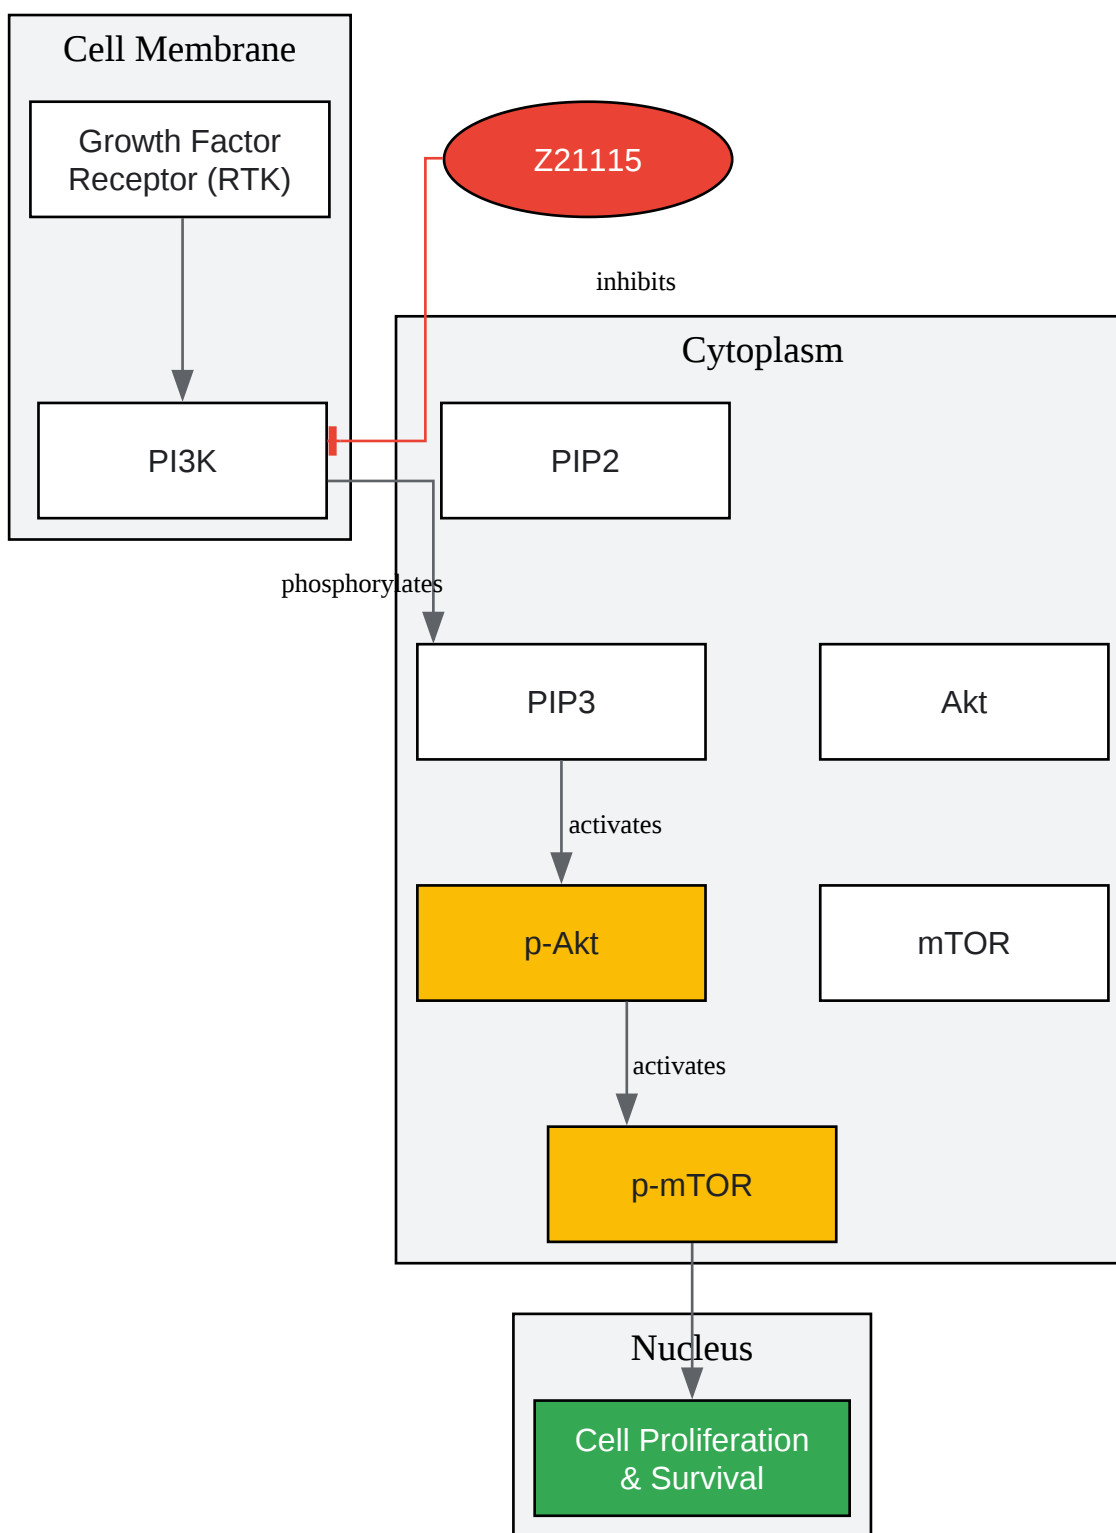 Cell Membrane
Growth Factor
Receptor (RTK)
Z21115
inhibits
Cytoplasm
PI3K
PIP2
phosphorylates
PIP3
Akt
activates
p-Akt
mTOR
activates
p-mTOR
Nucleus
Cell Proliferation
& Survival